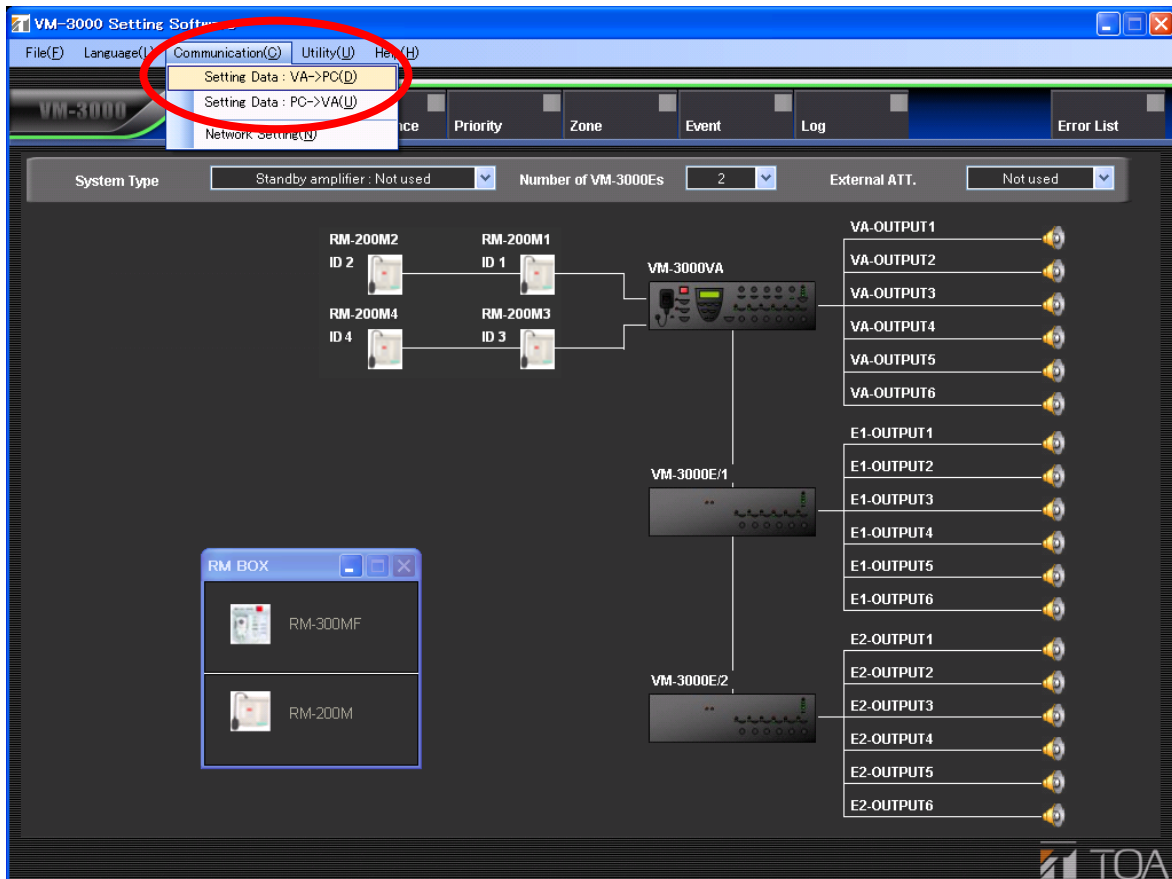 VM-3000 Setting Software
File(F) Language(L) Communication(C) Utility(U) Help(H)
Setting Data : VA->PC(D)
Setting Data : PC->VA(U)
Network Setting(N)
VM-3000
Priority Zone Event Log Error List
System Type Standby amplifier : Not used Number of VM-3000Es 2 External ATT. Not used
RM-200M2 RM-200M1
ID 2 ID 1
RM-200M4 RM-200M3
ID 4 ID 3
VM-3000VA
VA-OUTPUT1
VA-OUTPUT2
VA-OUTPUT3
VA-OUTPUT4
VA-OUTPUT5
VA-OUTPUT6
VM-3000E/1
E1-OUTPUT1
E1-OUTPUT2
E1-OUTPUT3
E1-OUTPUT4
E1-OUTPUT5
E1-OUTPUT6
RM BOX
RM-300MF
RM-200M
VM-3000E/2
E2-OUTPUT1
E2-OUTPUT2
E2-OUTPUT3
E2-OUTPUT4
E2-OUTPUT5
E2-OUTPUT6
TOA